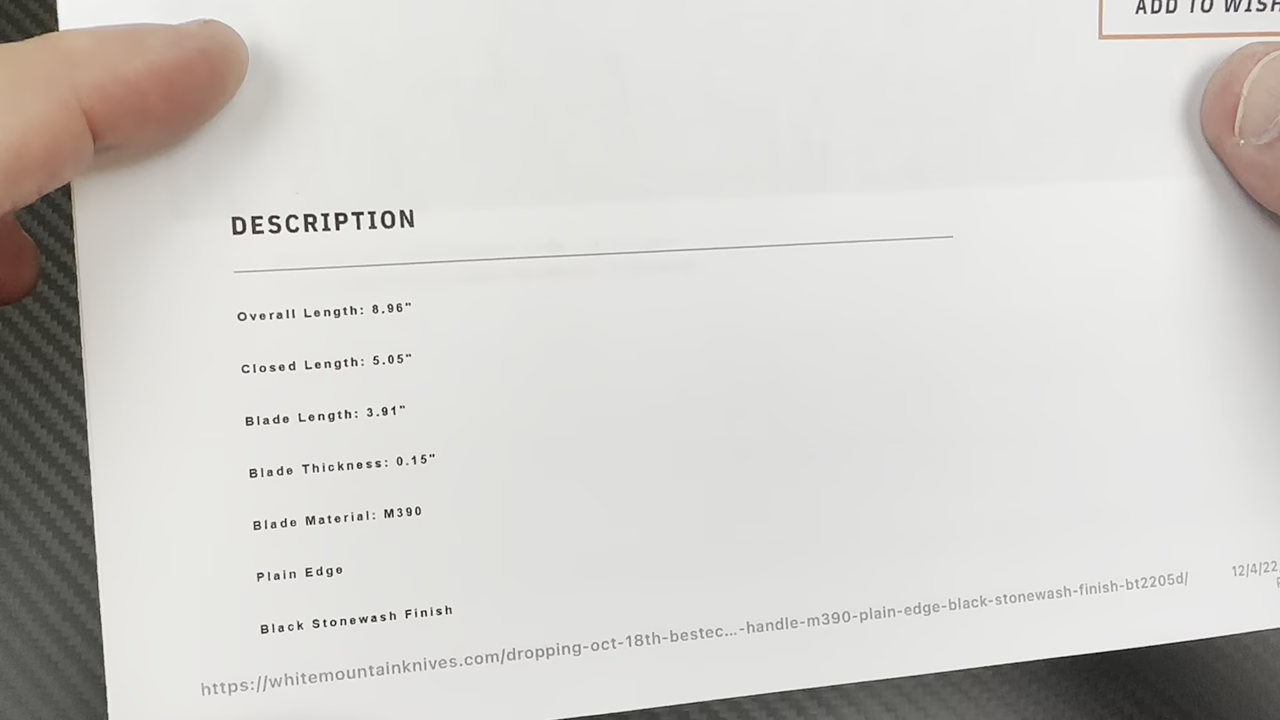 ADD TO WISH
DESCRIPTION
Overall Length: 8.96"
Closed Length: 5.05"
Blade Length: 3.91"
Blade Thickness: 0.15"
Blade Material: M390
Plain Edge
Black Stonewash Finish
https://whitemountainknives.com/dropping-oct-18th-bestec...-handle-m390-plain-edge-black-stonewash-finish-bt2205d/
12/4/22